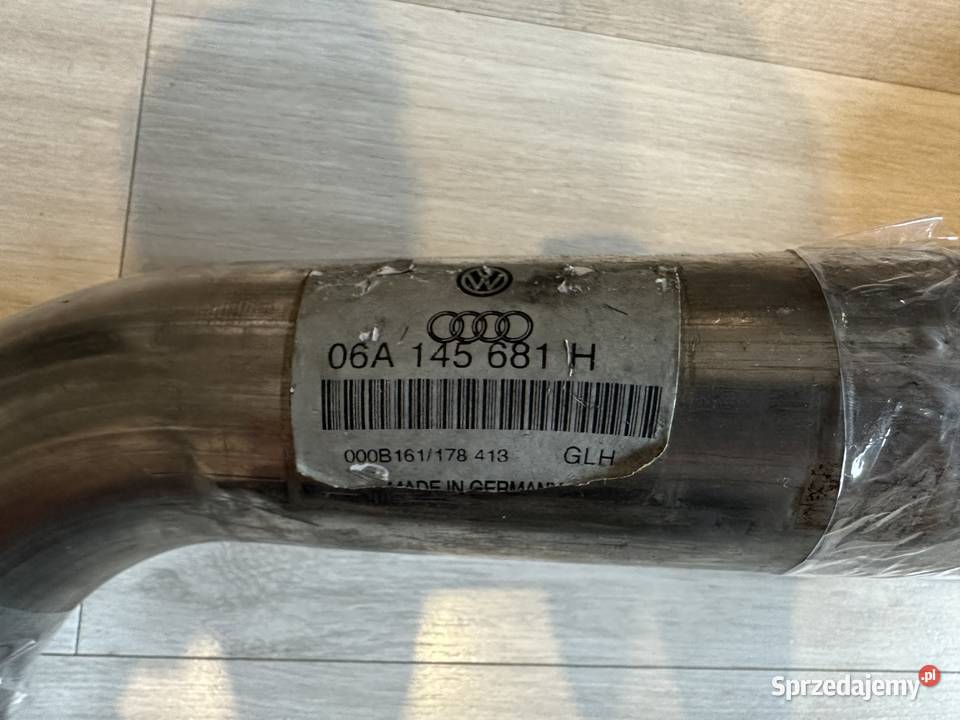 06A 145 681 H
000B161/178 413 GLH
MADE IN GERMANY
Sprzedajemy.pl